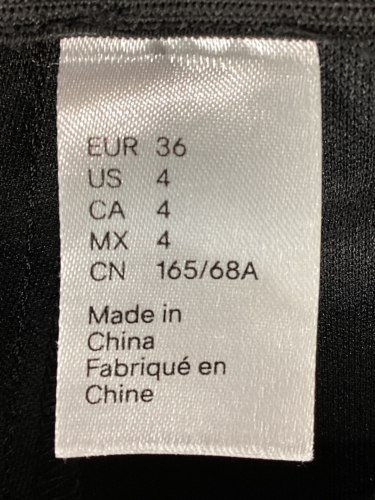 EUR 36
US 4
CA 4
MX 4
CN 165/68A
Made in
China
Fabriqué en
Chine